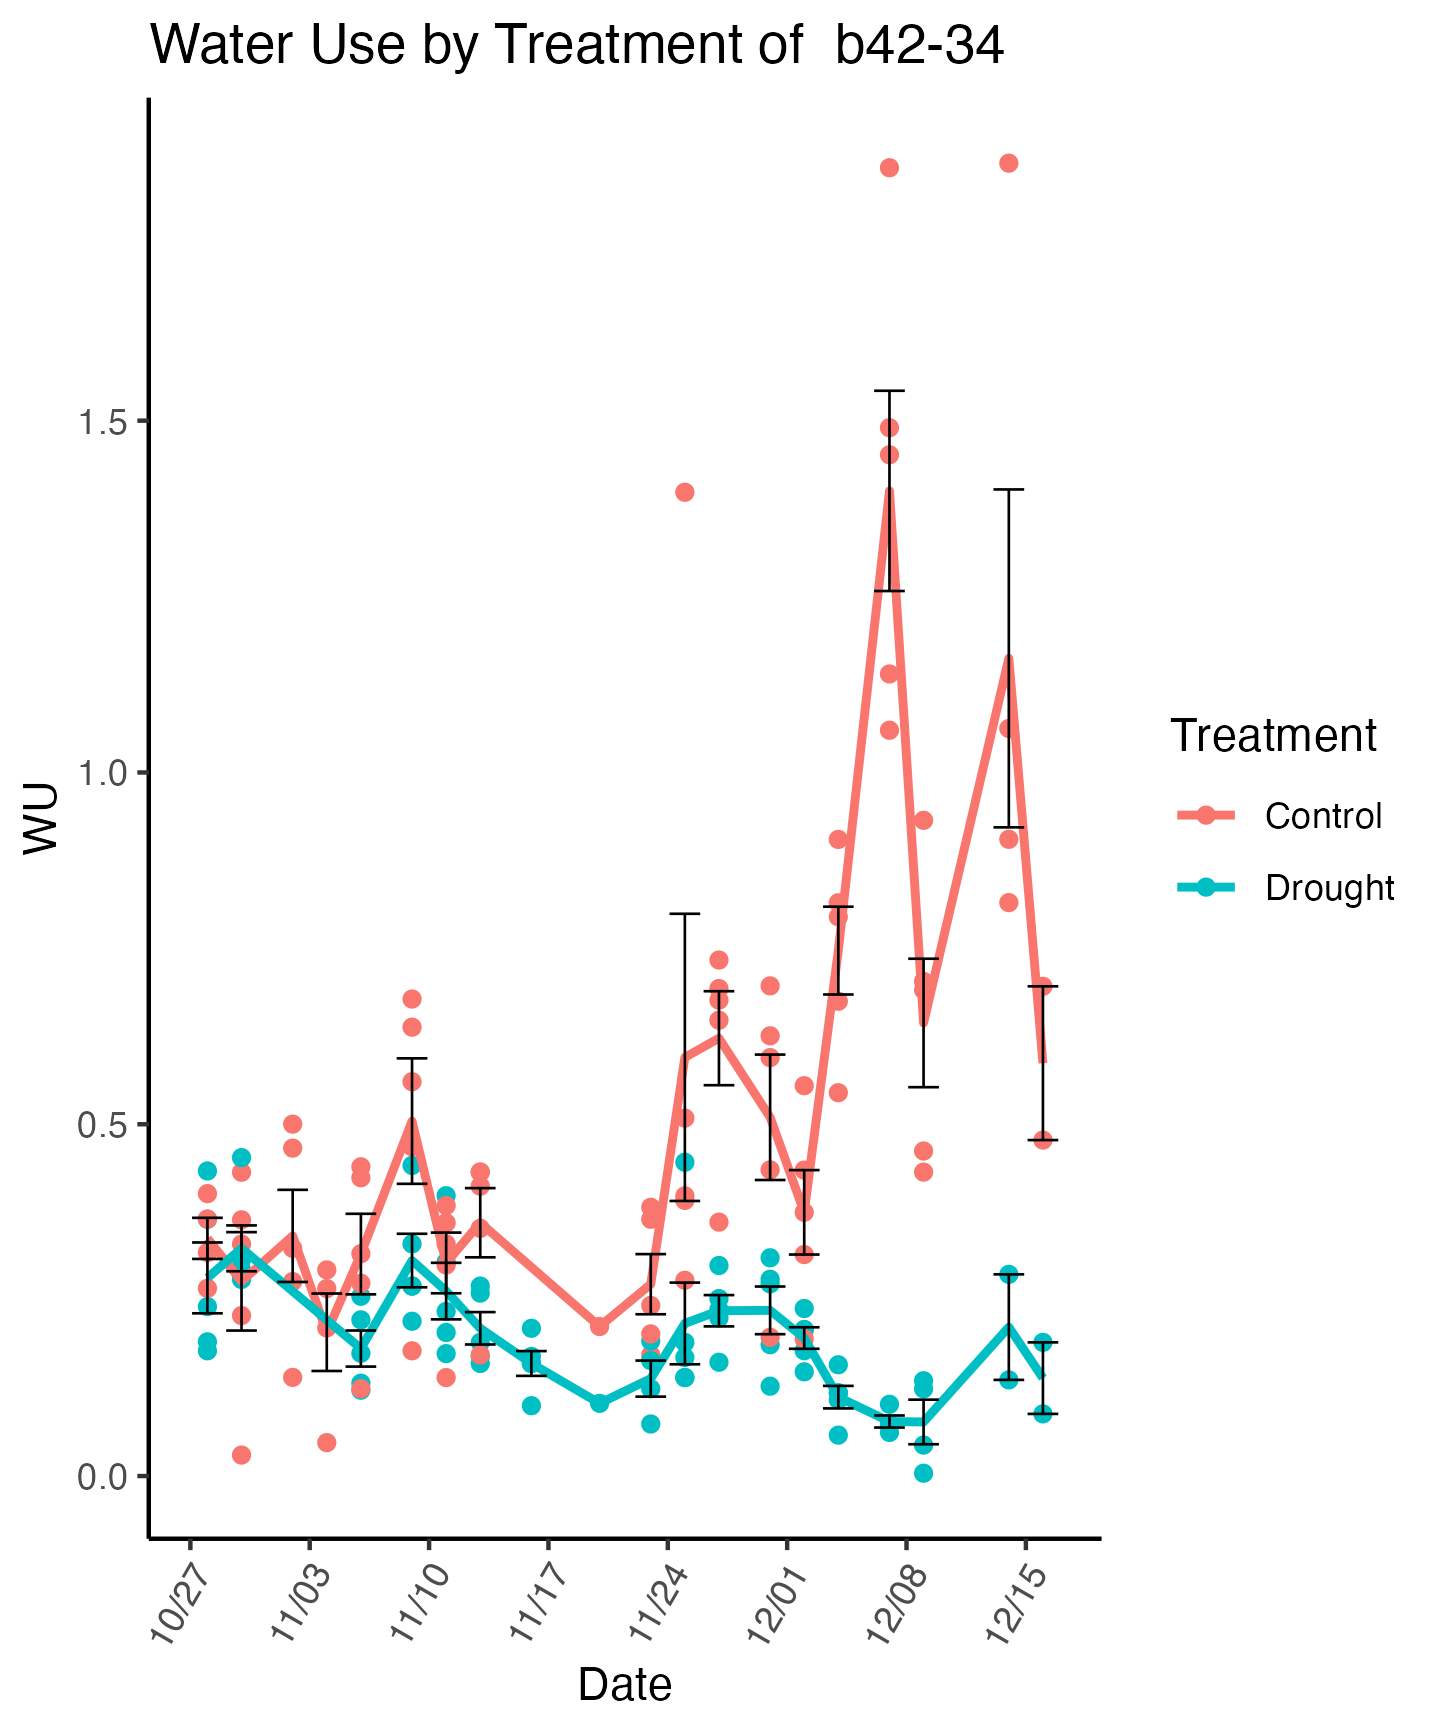 Water Use by Treatment of  b42-34
WU
1.5
1.0
0.5
0.0
10/27
11/03
11/10
11/17
11/24
12/01
12/08
12/15
Date
Treatment
Control
Drought